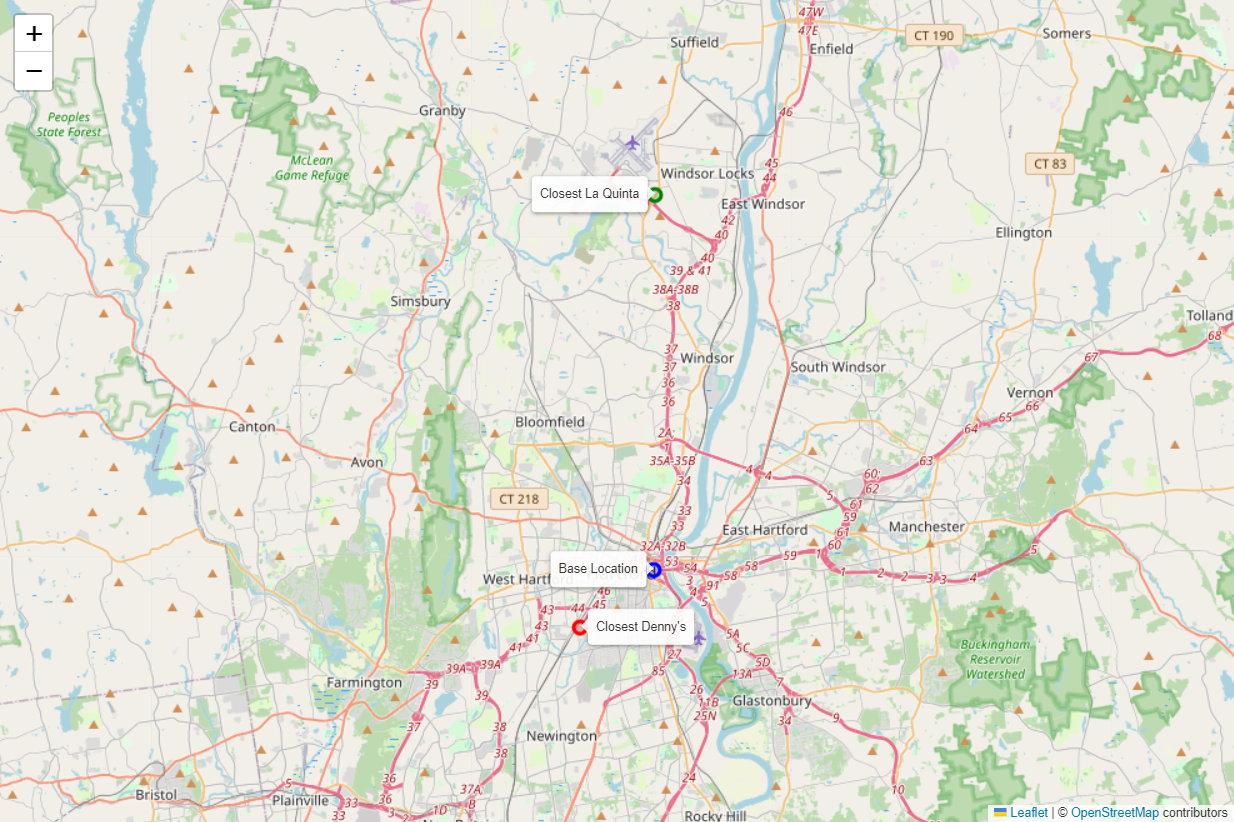 +
−
47W
47E
CT 190
Somers
Suffield
Enfield
Peoples
State Forest
Granby
46
McLean
Game Refuge
45
44
CT 83
Windsor Locks
Closest La Quinta
East Windsor
42
40
Ellington
40
39 & 41
38A-38B
38
Simsbury
Tolland
68
37
Windsor
37
South Windsor
67
36
Vernon
36
66
65
64
Canton
Bloomfield
2A
1
Avon
35A-35B
63
4
4
60;
62
34
5
CT 218
61
33
59
33
East Hartford
Manchester
61
32A-32B
60
59
1
5
53
54
58
58
1
2
2
3
3
4
Base Location
West Hartford
3
4
91
5
46
45
44
43
43
41
41
Closest Denny's
5A
5C
5D
27
85
39A
39A
13A
7
Buckingham
Reservoir
Watershed
Farmington
39
39
26
11B
25N
Glastonbury
34
9
37
38
38
Newington
24
36
36
37A
B
10
5
Bristol
Plainville
33
33
3
1D
Rocky Hill
Leaflet | © OpenStreetMap contributors